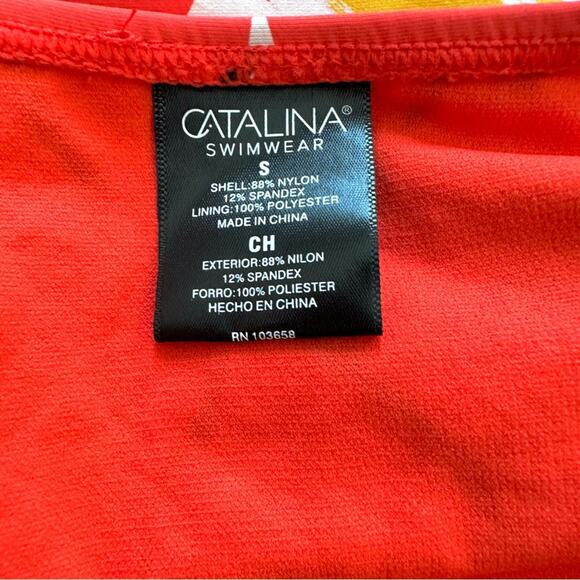 CATALINA®
SWIMWEAR
S
SHELL:88% NYLON
12% SPANDEX
LINING:100% POLYESTER
MADE IN CHINA
CH
EXTERIOR:88% NILON
12% SPANDEX
FORRO:100% POLIESTER
HECHO EN CHINA
RN 103658